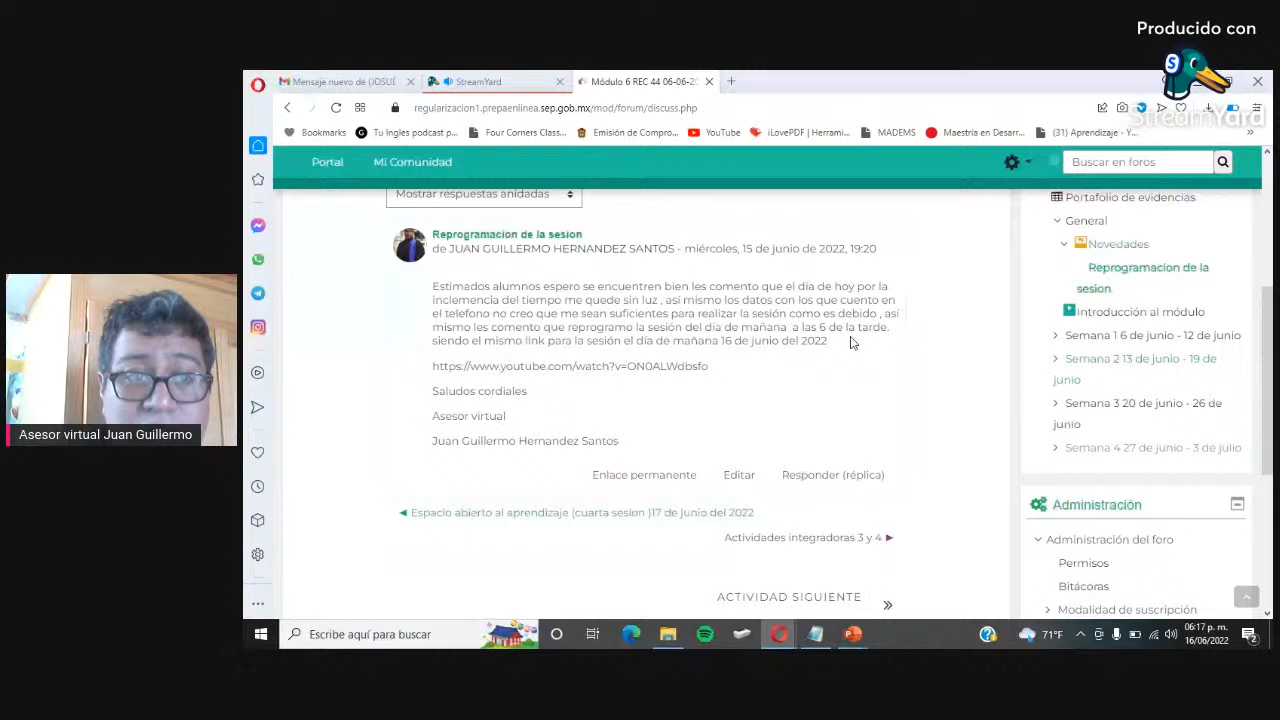 Producido con
StreamYard
Mensaje nuevo de (JOSUÉ
StreamYard
Módulo 6 REC 44 06-06-20
regularizacion1.prepaenlinea.sep.gob.mx/mod/forum/discuss.php
Bookmarks
Tu Ingles podcast p...
Four Corners Class...
Emisión de Compro...
YouTube
iLovePDF | Herrami...
MADEMS
Maestría en Desarr...
(31) Aprendizaje - Y...
Portal
Mi Comunidad
Buscar en foros
Mostrar respuestas anidadas
Reprogramacion de la sesion
de JUAN GUILLERMO HERNANDEZ SANTOS - miércoles, 15 de junio de 2022, 19:20
Estimados alumnos espero se encuentren bien les comento que el día de hoy por la
inclemencia del tiempo me quede sin luz , así mismo los datos con los que cuento en
el telefono no creo que me sean suficientes para realizar la sesión como es debido , así
mismo les comento que reprogramo la sesión del dia de mañana a las 6 de la tarde.
siendo el mismo link para la sesión el día de mañana 16 de junio del 2022
https://www.youtube.com/watch?v=ON0ALWdbsfo
Saludos cordiales
Asesor virtual
Juan Guillermo Hernandez Santos
Enlace permanente
Editar
Responder (réplica)
Espacio abierto al aprendizaje (cuarta sesion )17 de junio del 2022
Actividades integradoras 3 y 4
ACTIVIDAD SIGUIENTE
Portafolio de evidencias
General
Novedades
Reprogramacion de la
sesion
Introducción al módulo
Semana 1 6 de junio - 12 de junio
Semana 2 13 de junio - 19 de
junio
Semana 3 20 de junio - 26 de
junio
Semana 4 27 de junio - 3 de julio
Administración
Administración del foro
Permisos
Bitácoras
Modalidad de suscripción
Asesor virtual Juan Guillermo
Escribe aquí para buscar
71°F
06:17 p. m.
16/06/2022
2